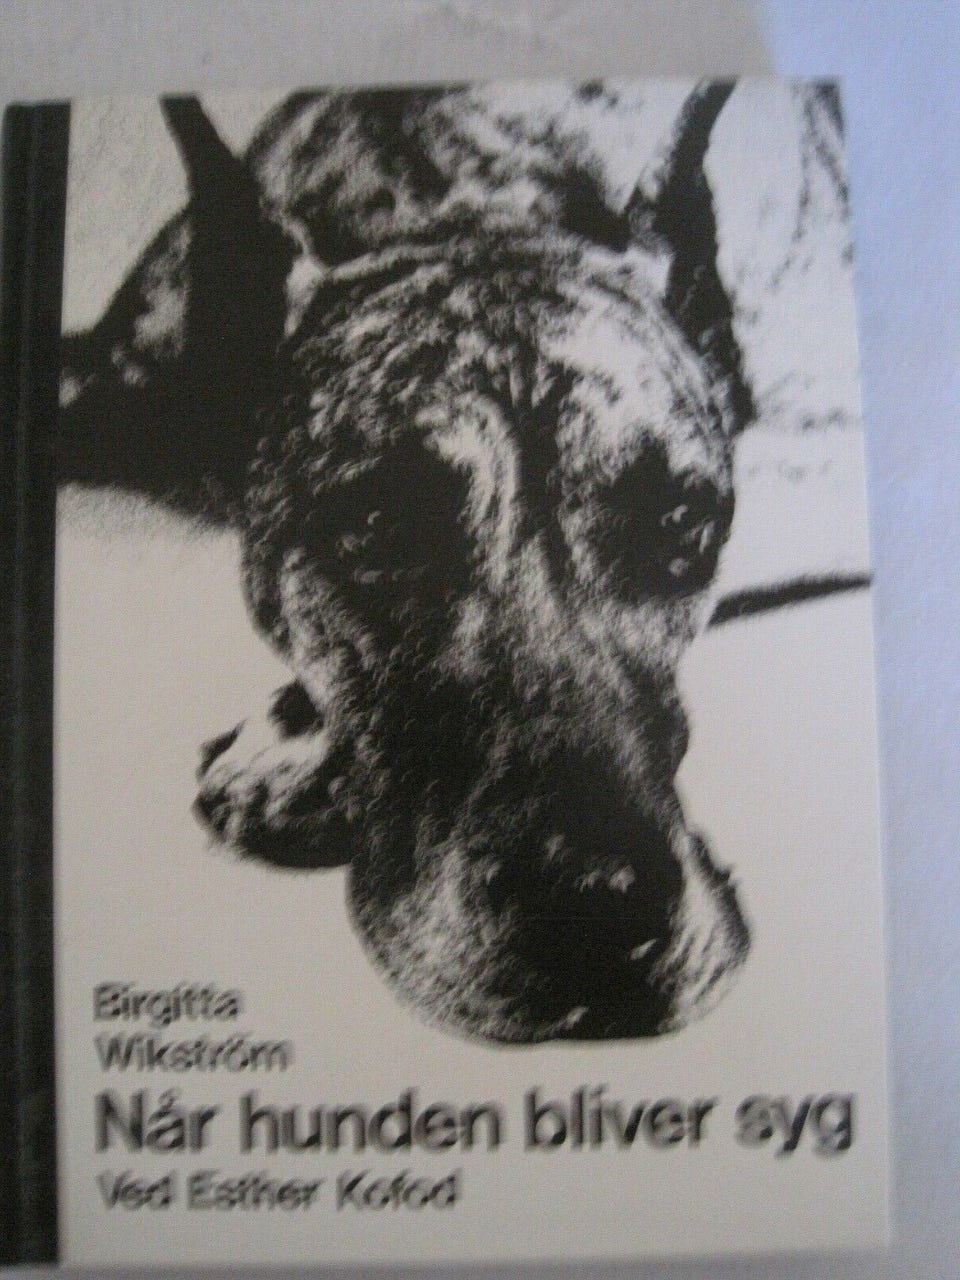 Birgitta
Wikström
Når hunden bliver syg
Ved Esther Kofod